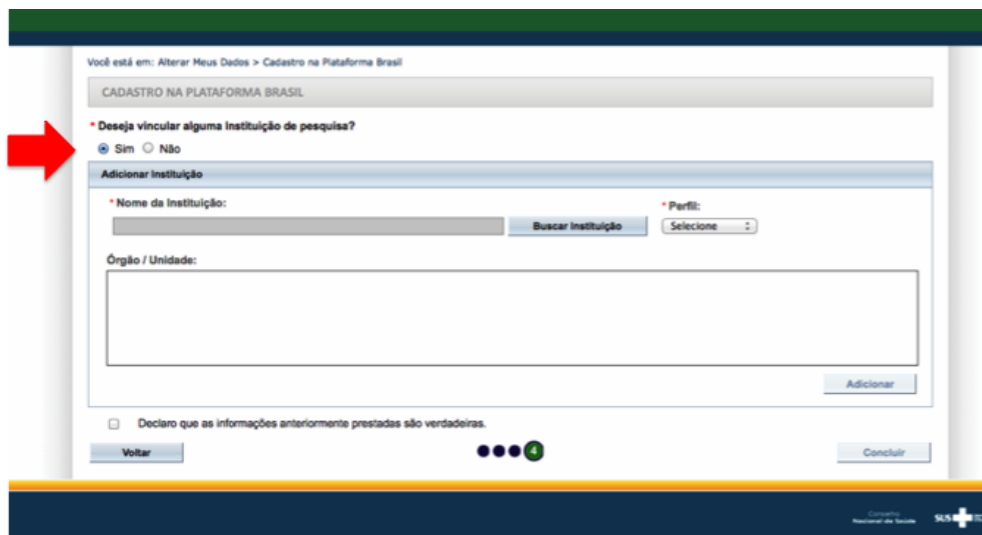 Você está em: Alterar Meus Dados > Cadastro na Plataforma Brasil
CADASTRO NA PLATAFORMA BRASIL
* Deseja vincular alguma Instituição de pesquisa?
Sim Não
Adicionar Instituição
* Nome da Instituição:
* Perfil:
Buscar Instituição
Selecione
Órgão / Unidade:
Adicionar
Declaro que as informações anteriormente prestadas são verdadeiras.
Voltar
4
Concluir
Conselho
Nacional de Saúde
SUS